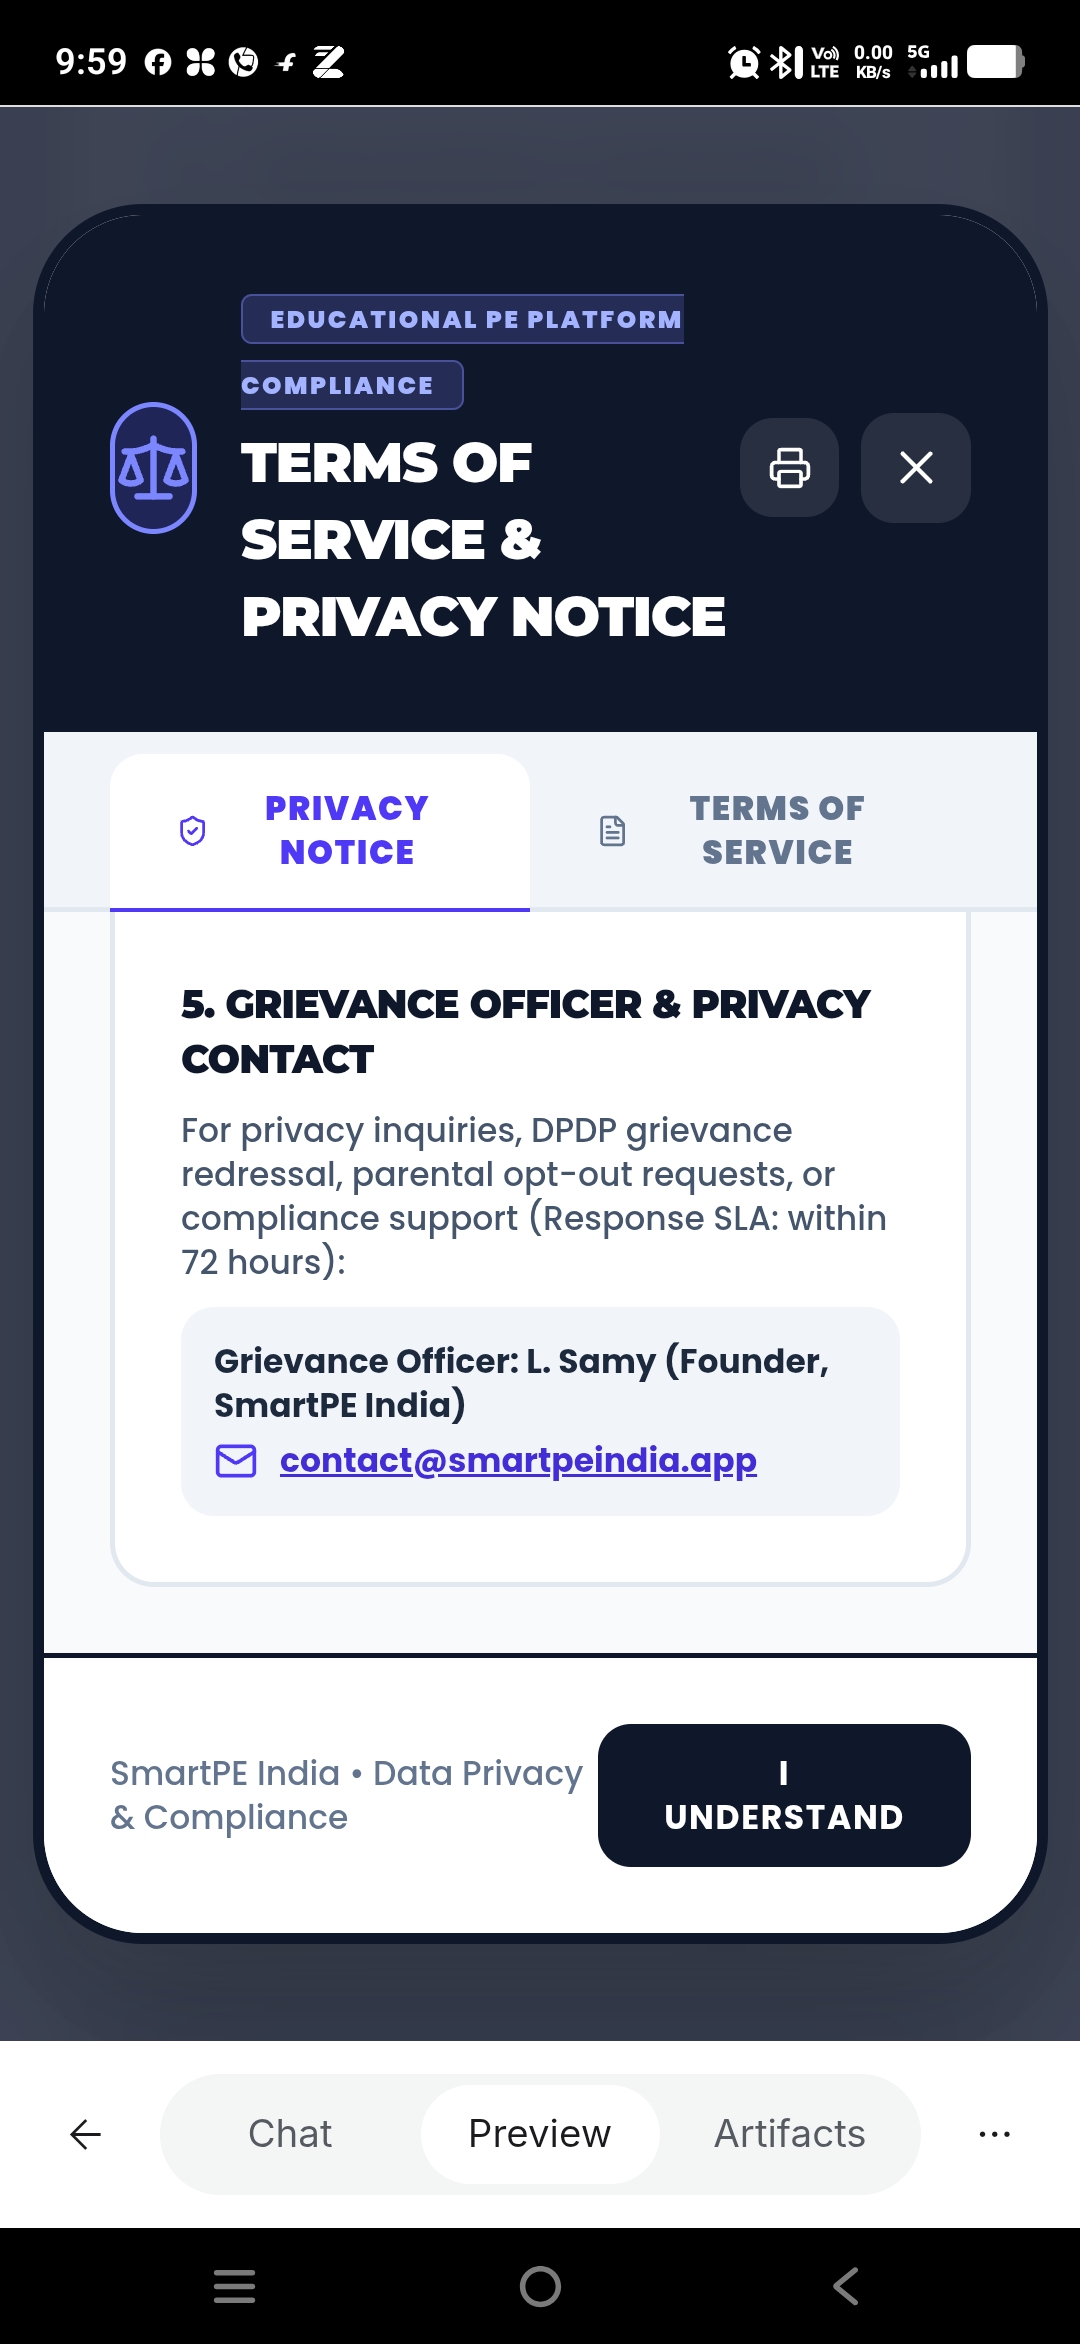 9:59
Vo)) LTE
0.00 KB/s
5G
EDUCATIONAL PE PLATFORM
COMPLIANCE
TERMS OF
SERVICE &
PRIVACY NOTICE
PRIVACY
NOTICE
TERMS OF
SERVICE
5. GRIEVANCE OFFICER & PRIVACY
CONTACT
For privacy inquiries, DPDP grievance
redressal, parental opt-out requests, or
compliance support (Response SLA: within
72 hours):
Grievance Officer: L. Samy (Founder,
SmartPE India)
contact@smartpeindia.app
SmartPE India • Data Privacy
& Compliance
I
UNDERSTAND
Chat
Preview
Artifacts